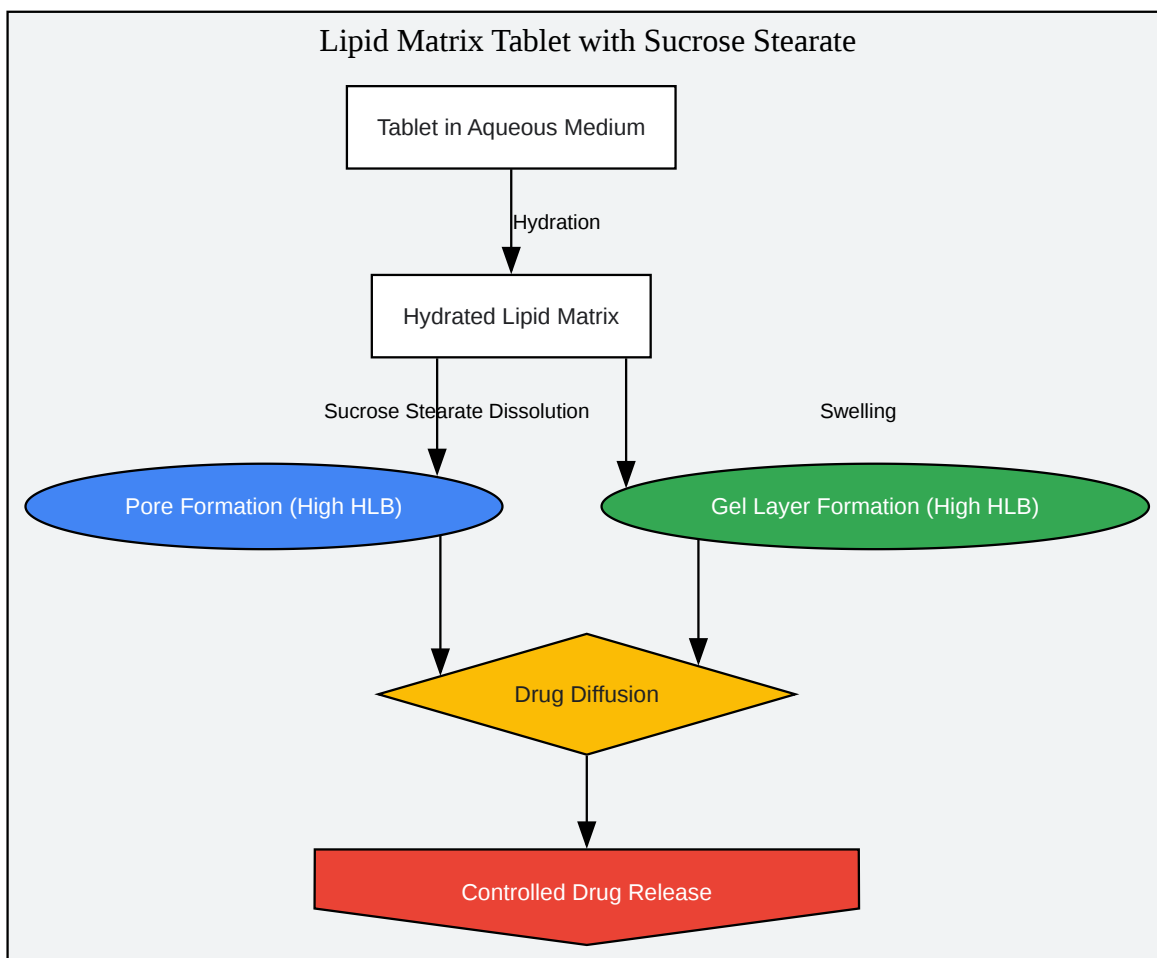 Lipid Matrix Tablet with Sucrose Stearate
Tablet in Aqueous Medium
Hydration
Hydrated Lipid Matrix
Sucrose Stearate Dissolution
Swelling
Pore Formation (High HLB)
Gel Layer Formation (High HLB)
Drug Diffusion
Controlled Drug Release